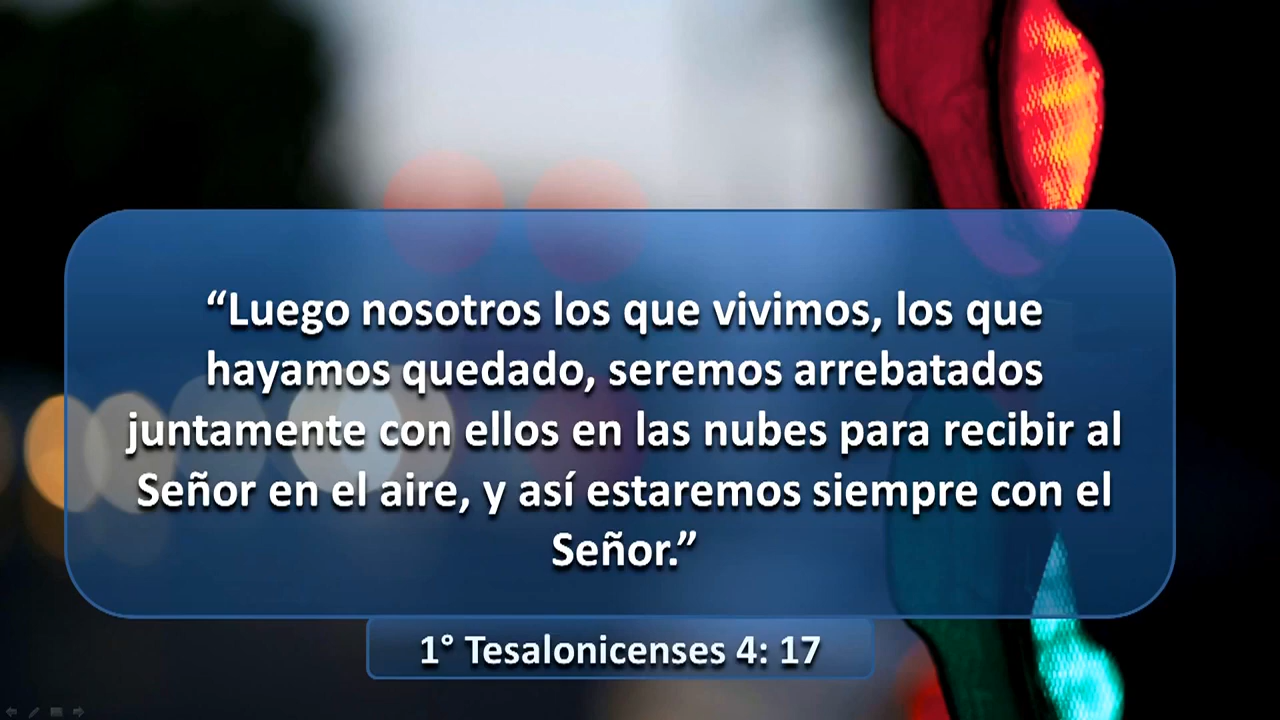 “Luego nosotros los que vivimos, los que
hayamos quedado, seremos arrebatados
juntamente con ellos en las nubes para recibir al
Señor en el aire, y así estaremos siempre con el
Señor.”
1° Tesalonicenses 4: 17